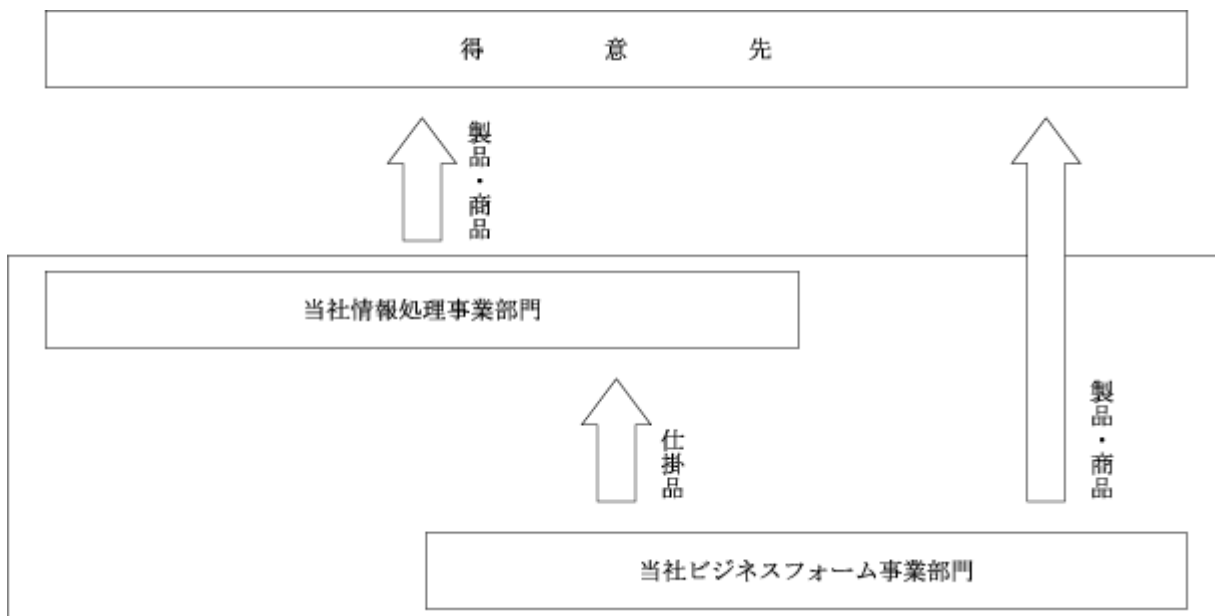 得意先
製品・商品
当社情報処理事業部門
仕掛品
製品・商品
当社ビジネスフォーム事業部門